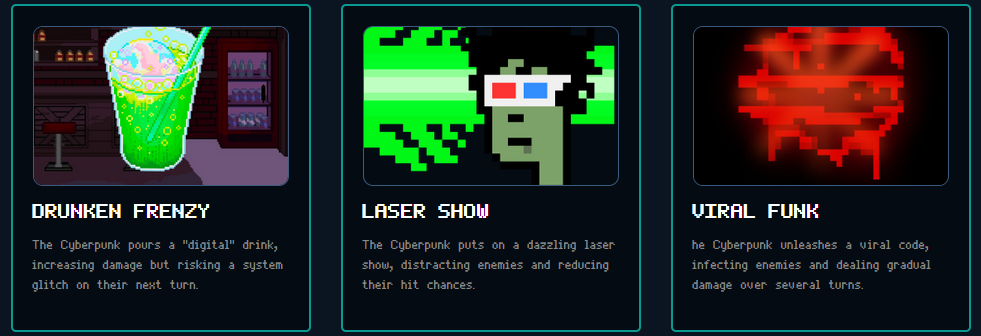 DRUNKEN FRENZY
The Cyberpunk pours a "digital" drink,
increasing damage but risking a system
glitch on their next turn.
LASER SHOW
The Cyberpunk puts on a dazzling laser
show, distracting enemies and reducing
their hit chances.
VIRAL FUNK
he Cyberpunk unleashes a viral code,
infecting enemies and dealing gradual
damage over several turns.